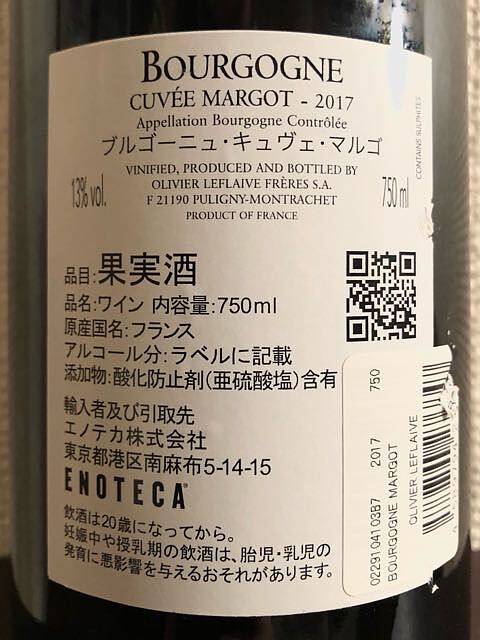 BOURGOGNE
CUVÉE MARGOT - 2017
Appellation Bourgogne Contrôlée
ブルゴーニュ・キュヴェ・マルゴ
VINIFIED, PRODUCED AND BOTTLED BY
OLIVIER LEFLAIVE FRÈRES S.A.
F 21190 PULIGNY-MONTRACHET
PRODUCT OF FRANCE
13% vol.
750 ml
CONTAINS SULPHITES
品目:果実酒
品名:ワイン 内容量:750ml
原産国名:フランス
アルコール分:ラベルに記載
添加物:酸化防止剤(亜硫酸塩)含有
輸入者及び引取先
エノテカ株式会社
東京都港区南麻布5-14-15
ENOTECA
飲酒は20歳になってから。
妊娠中や授乳期の飲酒は、胎児・乳児の
発育に悪影響を与えるおそれがあります。
0229104103B7 2017 750
BOURGOGNE MARGOT
OLIVIER LEFLAIVE